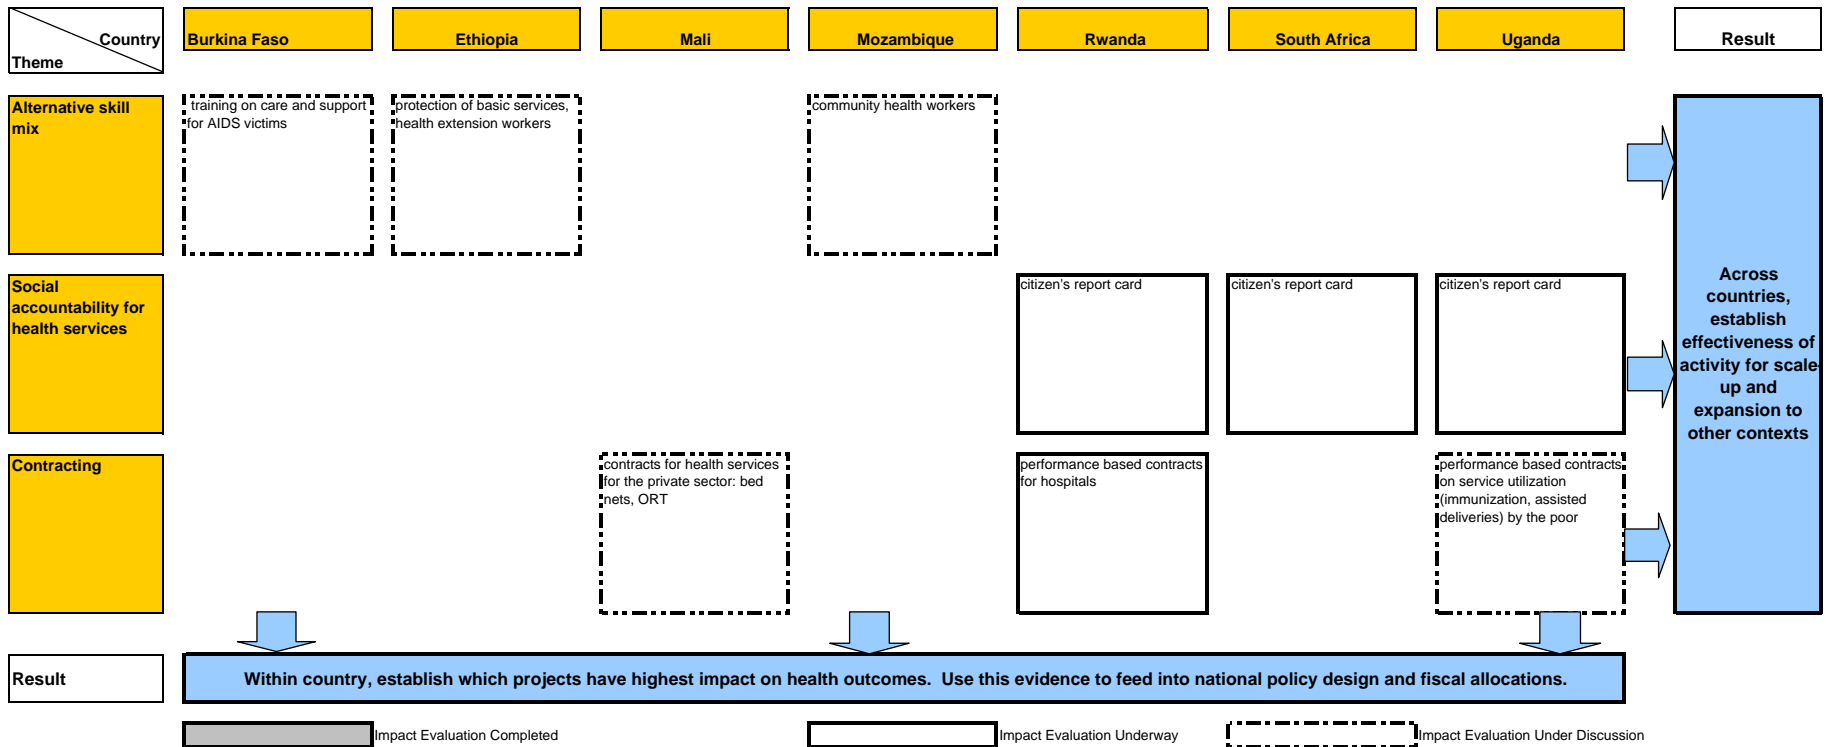 Country
Theme
Burkina Faso
Ethiopia
Mali
Mozambique
Rwanda
South Africa
Uganda
Result
Alternative skill
mix
training on care and support
for AIDS victims
protection of basic services,
health extension workers
community health workers
Social
accountability for
health services
citizen's report card
citizen's report card
citizen's report card
Across
countries,
establish
effectiveness of
activity for scale-
up and
expansion to
other contexts
Contracting
contracts for health services
for the private sector: bed
nets, ORT
performance based contracts
for hospitals
performance based contracts
on service utilization
(immunization, assisted
deliveries) by the poor
Result
Within country, establish which projects have highest impact on health outcomes.  Use this evidence to feed into national policy design and fiscal allocations.
Impact Evaluation Completed
Impact Evaluation Underway
Impact Evaluation Under Discussion